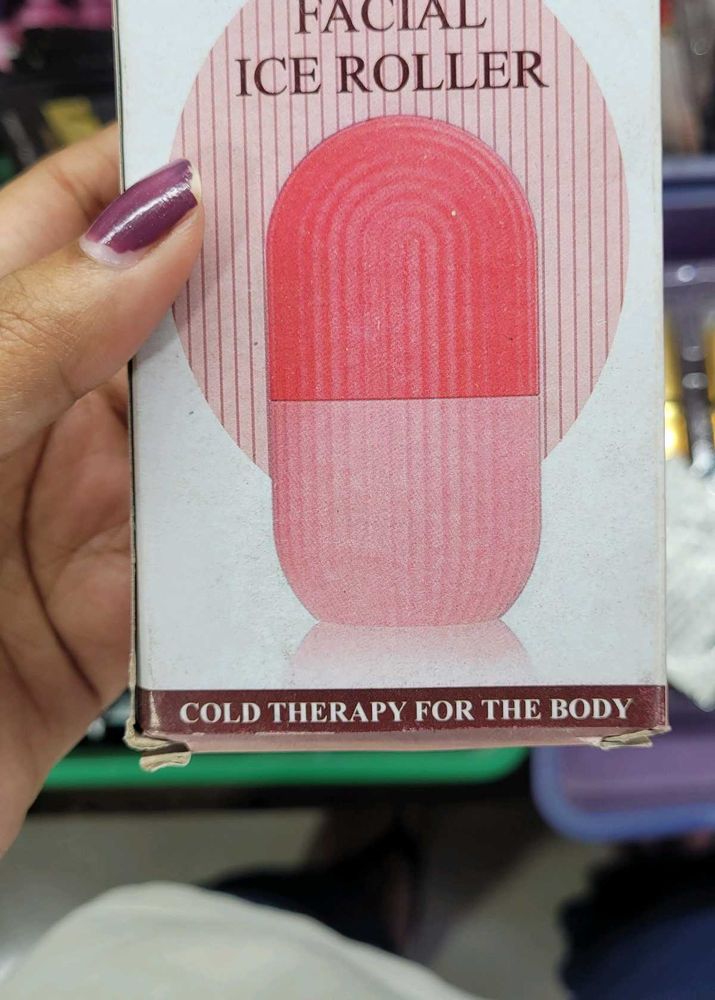 FACIAL
ICE ROLLER
COLD THERAPY FOR THE BODY